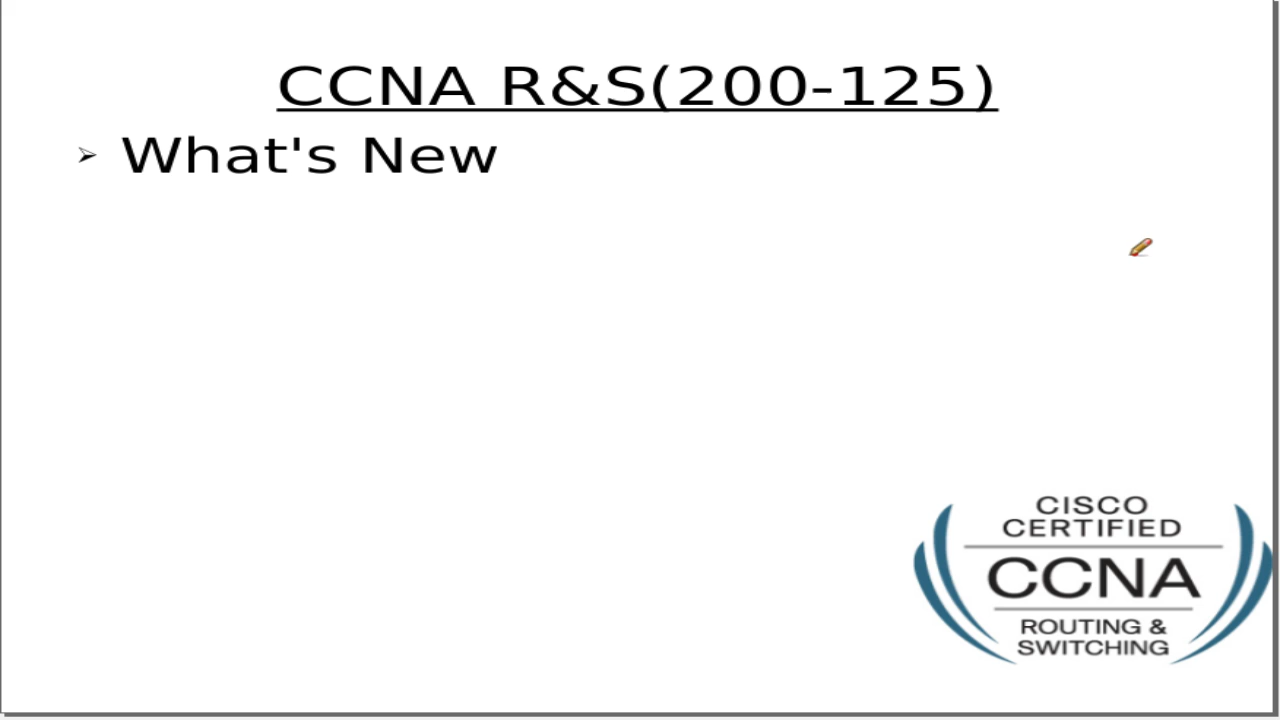 CCNA R&S(200-125)
➢ What's New
CISCO
CERTIFIED
CCNA
ROUTING &
SWITCHING